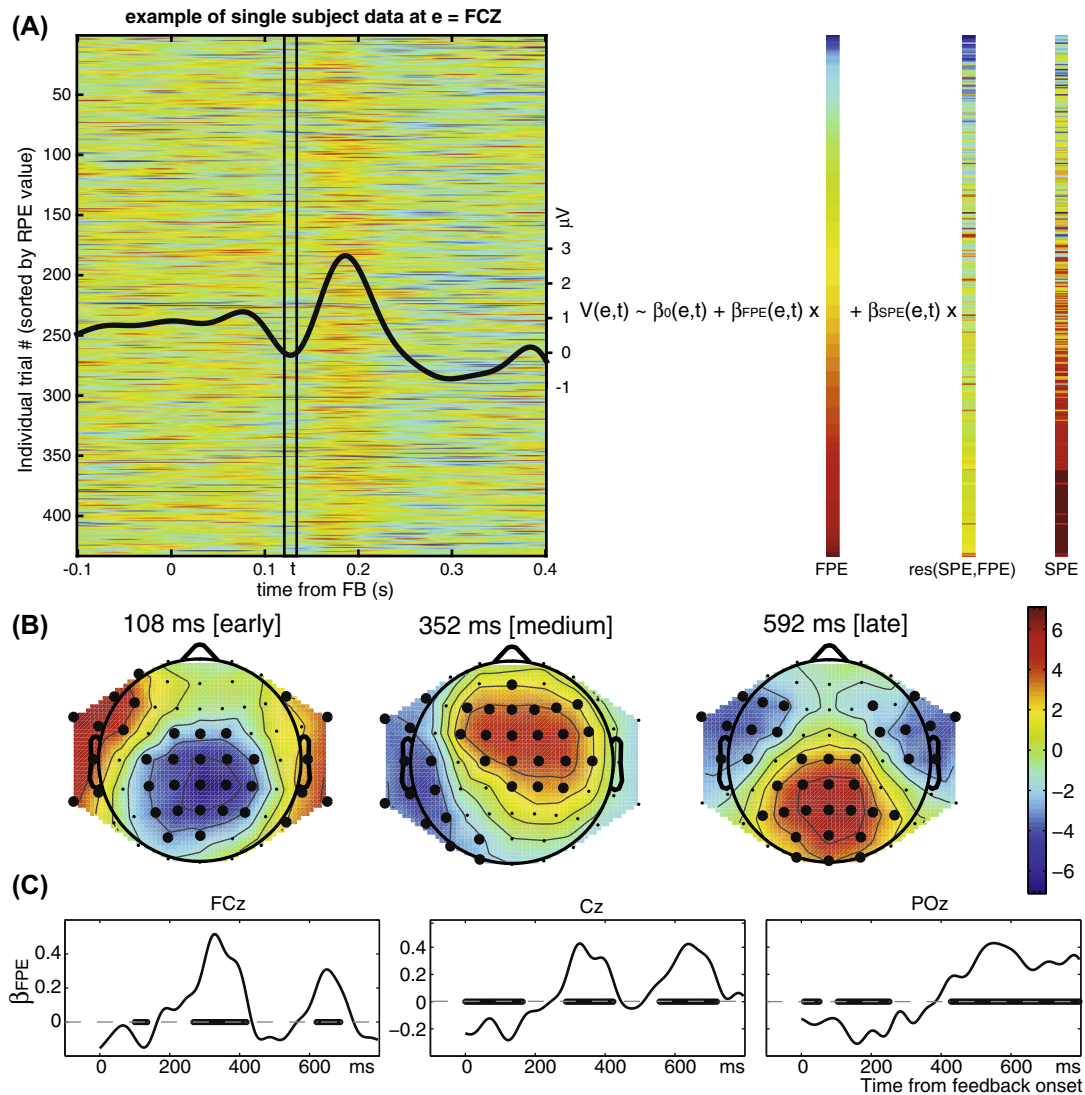 (A)
example of single subject data at e = FCZ
Individual trial # (sorted by RPE value)
50
100
150
200
250
300
350
400
-0.1
0
0.1
t
0.2
0.3
0.4
time from FB (s)
μV
3
2
1
0
-1
V(e,t) ~ β0(e,t) + βFPE(e,t) x
+ βSPE(e,t) x
FPE
res(SPE,FPE)
SPE
(B)
108 ms [early]
352 ms [medium]
592 ms [late]
6
4
2
0
-2
-4
-6
(C)
FCz
Cz
POz
βFPE
0.4
0
0.4
0.2
0
-0.2
0 200 400 600 ms
0 200 400 600 ms
0 200 400 600 ms
Time from feedback onset